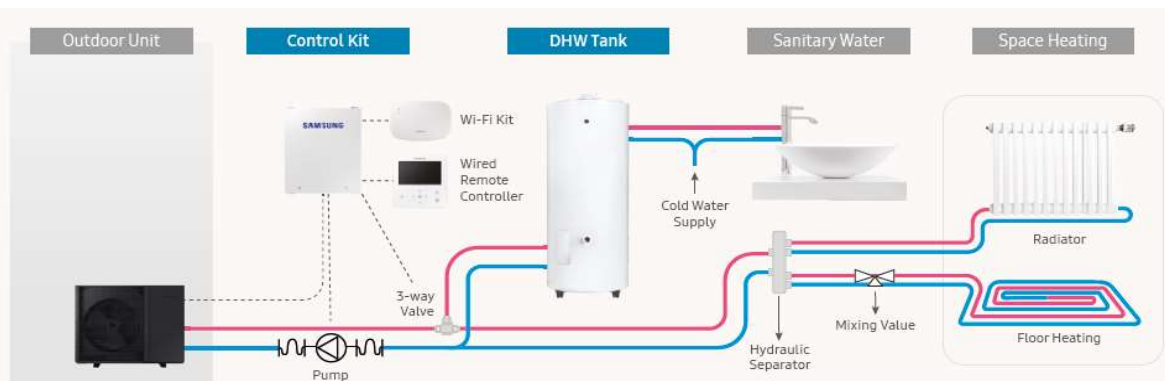 Outdoor Unit
Control Kit
DHW Tank
Sanitary Water
Space Heating
SAMSUNG
Wi-Fi Kit
Wired
Remote
Controller
Cold Water
Supply
Radiator
3-way
Valve
Mixing Value
Floor Heating
Hydraulic
Separator
Pump